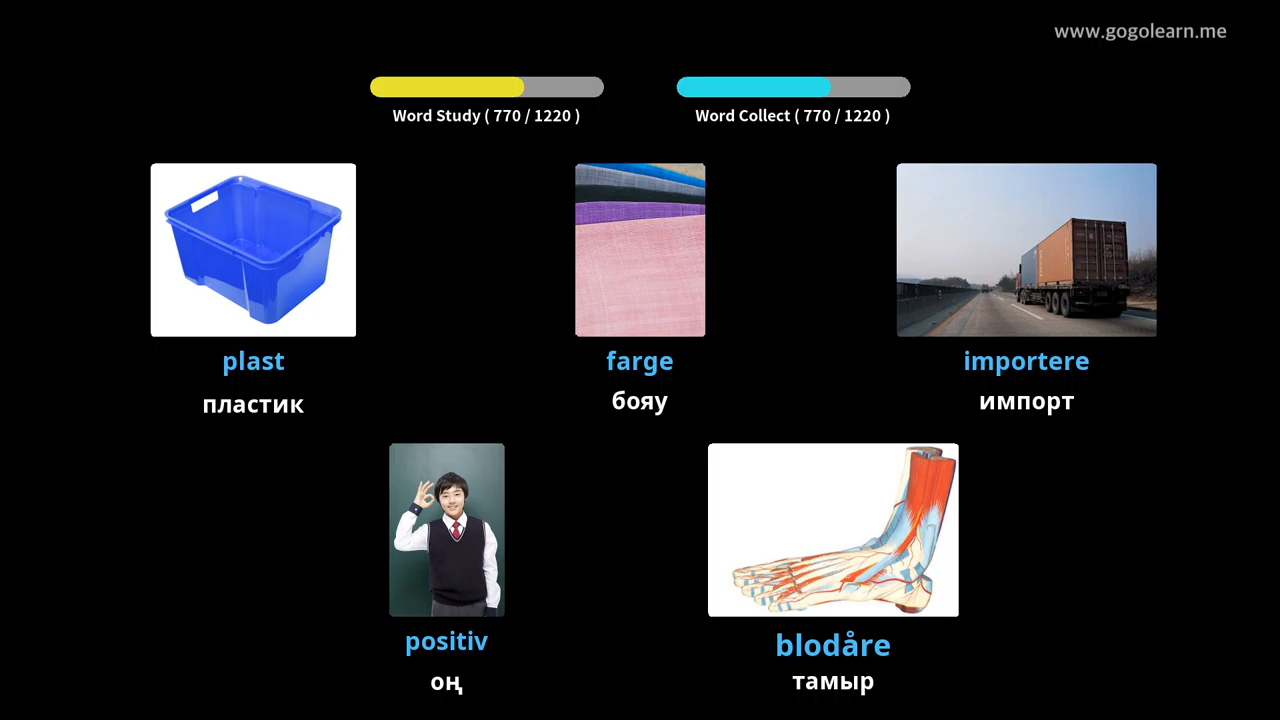 www.gogolearn.me
Word Study ( 770 / 1220 )
Word Collect ( 770 / 1220 )
plast
пластик
farge
бояу
importere
импорт
positiv
оң
blodåre
тамыр